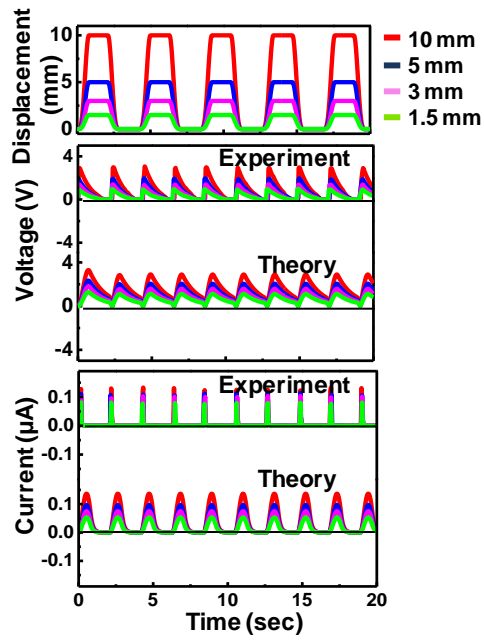 Displacement
(mm)
10
5
0
10 mm
5 mm
3 mm
1.5 mm
Voltage (V)
4
0
-4
4
0
-4
Experiment
Theory
Current (µA)
0.1
0.0
-0.1
0.1
0.0
-0.1
Experiment
Theory
0 5 10 15 20
Time (sec)